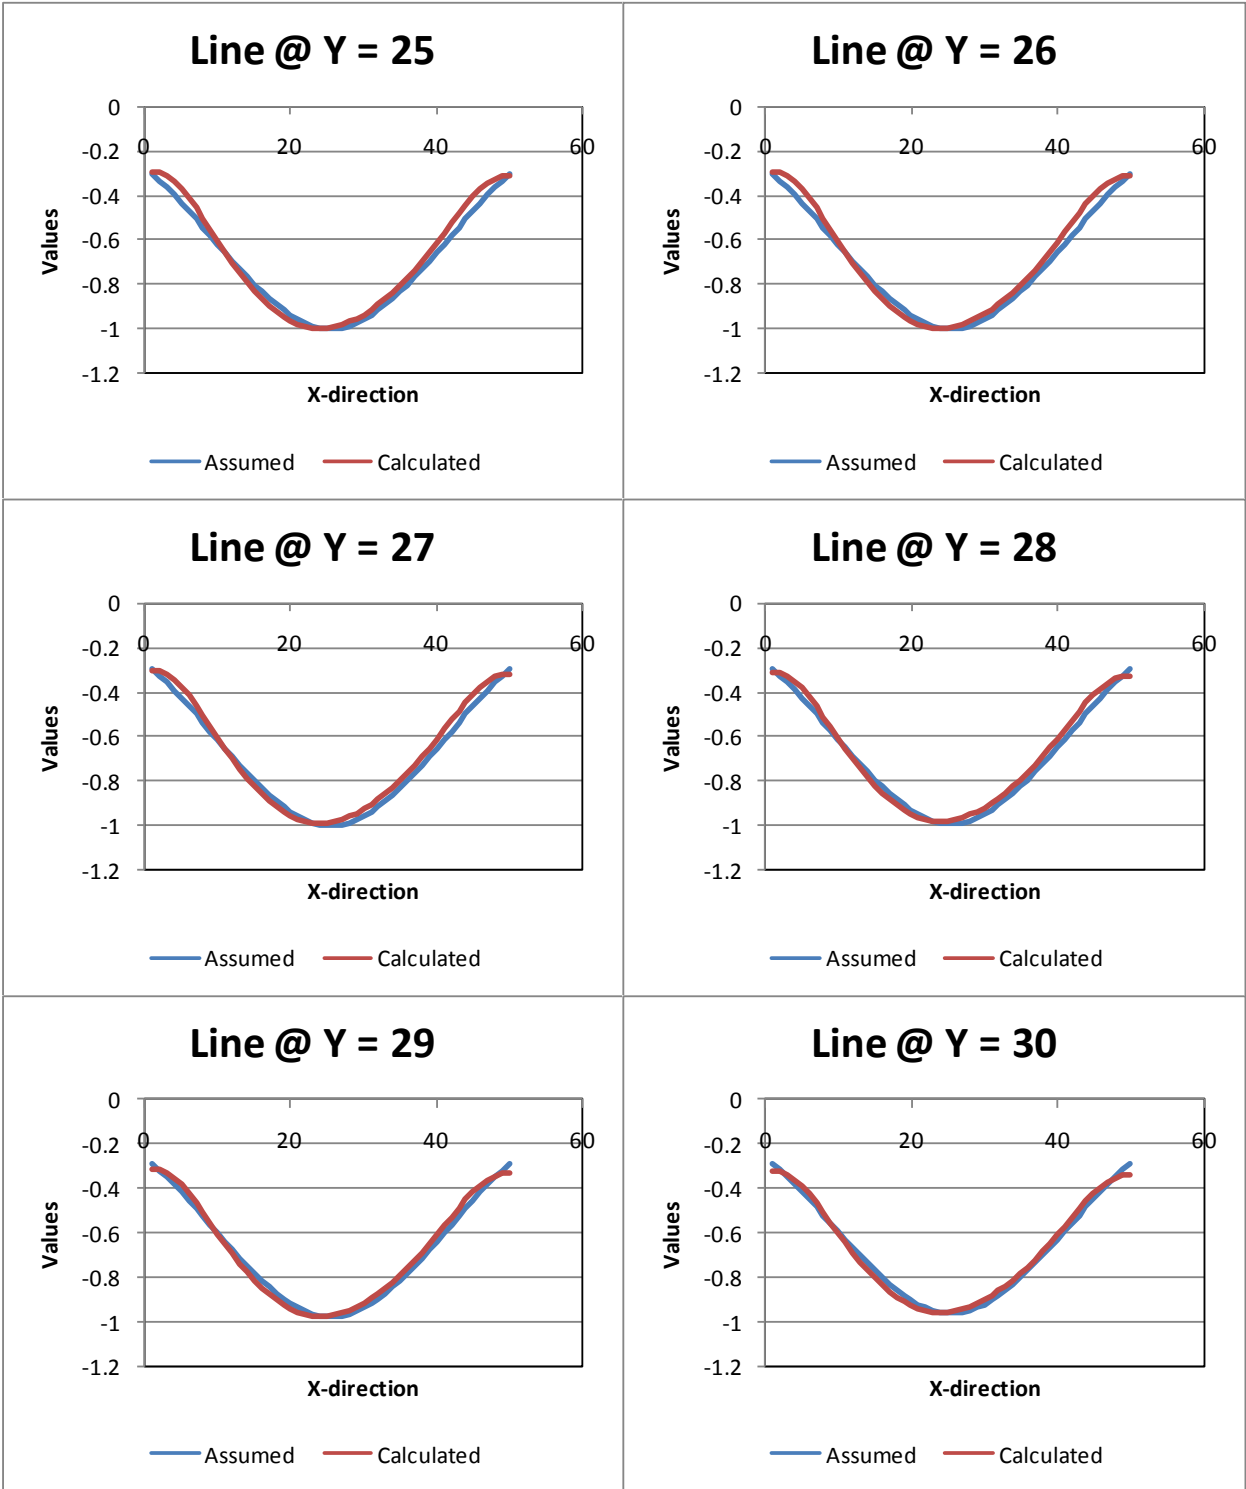 Line @ Y = 25
0
0 20 40 60
-0.2
-0.4
-0.6
-0.8
-1
-1.2
Values
X-direction
Assumed Calculated
Line @ Y = 26
0
0 20 40 60
-0.2
-0.4
-0.6
-0.8
-1
-1.2
Values
X-direction
Assumed Calculated
Line @ Y = 27
0
0 20 40 60
-0.2
-0.4
-0.6
-0.8
-1
-1.2
Values
X-direction
Assumed Calculated
Line @ Y = 28
0
0 20 40 60
-0.2
-0.4
-0.6
-0.8
-1
-1.2
Values
X-direction
Assumed Calculated
Line @ Y = 29
0
0 20 40 60
-0.2
-0.4
-0.6
-0.8
-1
-1.2
Values
X-direction
Assumed Calculated
Line @ Y = 30
0
0 20 40 60
-0.2
-0.4
-0.6
-0.8
-1
-1.2
Values
X-direction
Assumed Calculated